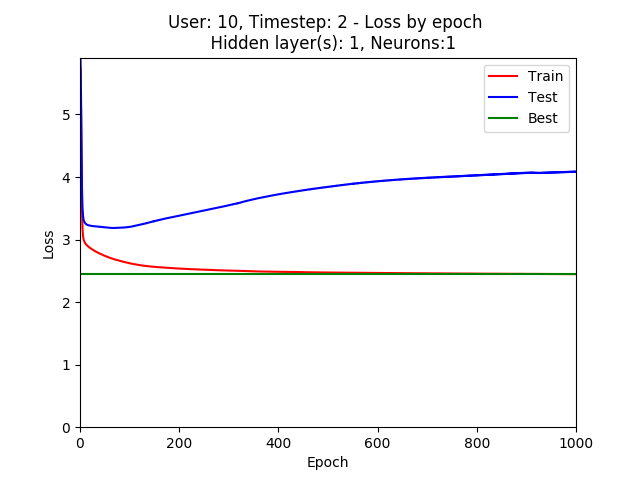 User: 10, Timestep: 2 - Loss by epoch
Hidden layer(s): 1, Neurons:1
Train
Test
Best
Loss
5
4
3
2
1
0
0 200 400 600 800 1000
Epoch